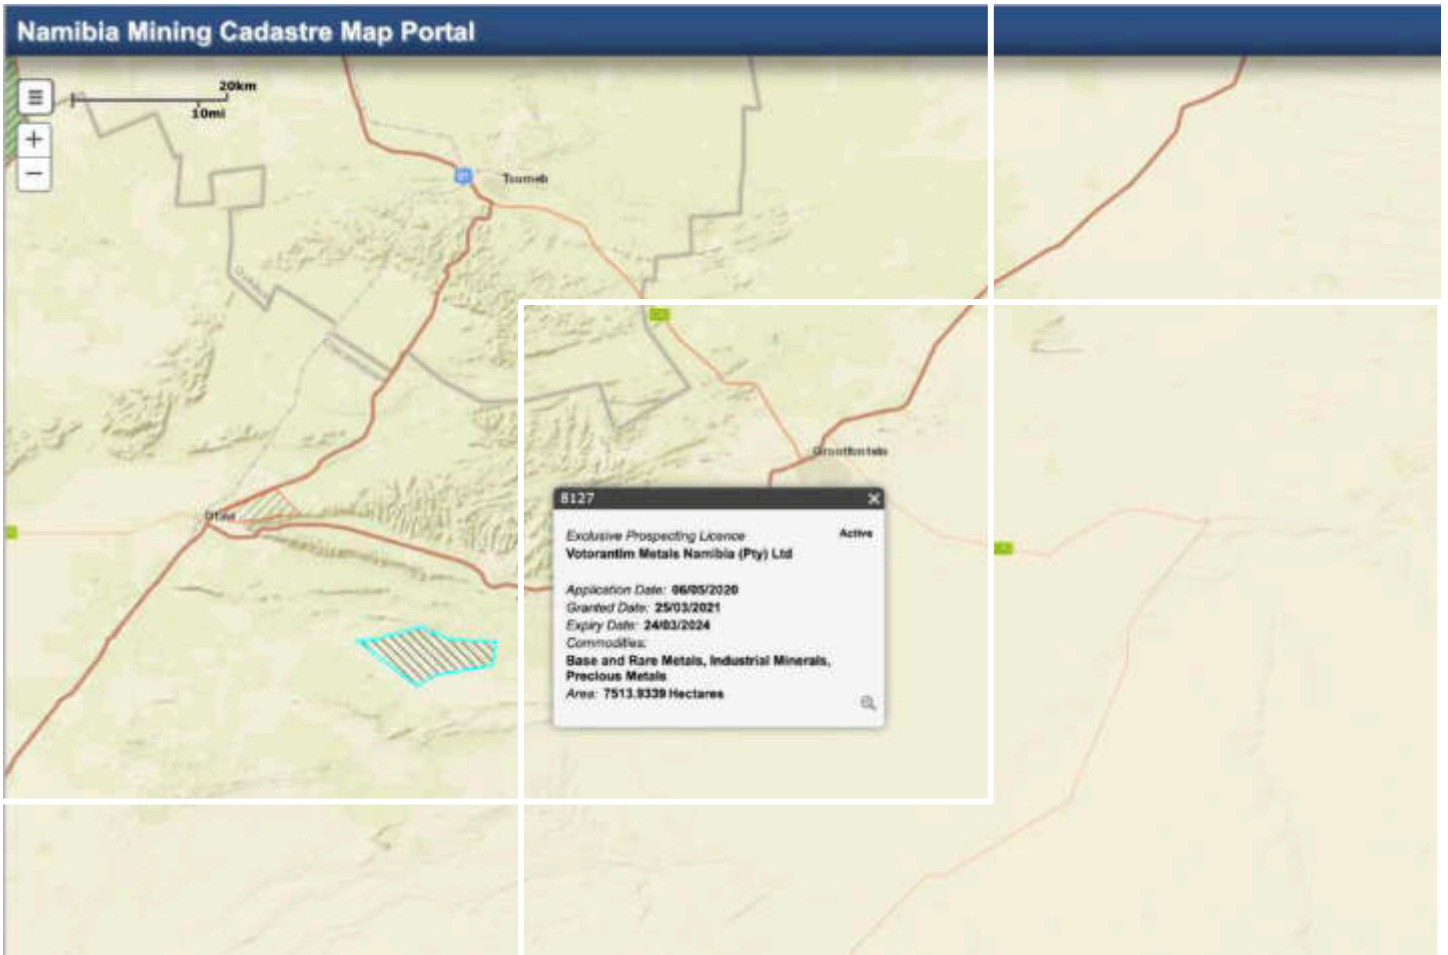 Namibia Mining Cadastre Map Portal
20km
10mi
Tsumeb
Grootfontein
Otavi
8127
Exclusive Prospecting Licence Active
Votorantim Metals Namibia (Pty) Ltd
Application Date: 06/05/2020
Granted Date: 25/03/2021
Expiry Date: 24/03/2024
Commodities:
Base and Rare Metals, Industrial Minerals,
Precious Metals
Area: 7513.9339 Hectares